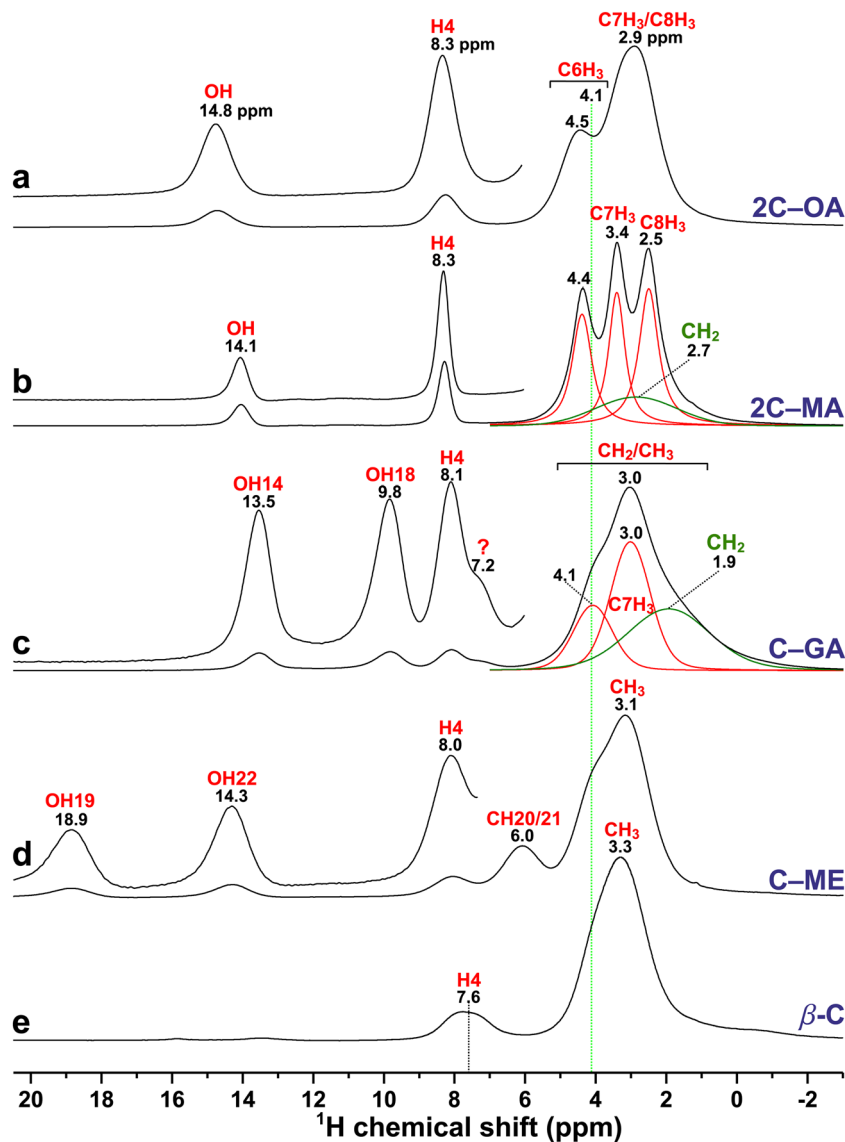 C7H₃/C8H₃
2.9 ppm
H4
8.3 ppm
C6H₃
4.1
4.5
OH
14.8 ppm
a
2C–OA
C7H₃
3.4
C8H₃
2.5
H4
8.3
4.4
OH
14.1
CH₂
2.7
b
2C–MA
CH₂/CH₃
3.0
3.0
OH14
13.5
OH18
9.8
H4
8.1
?
7.2
CH₂
1.9
4.1
C7H₃
c
C–GA
CH₃
3.1
H4
8.0
OH22
14.3
OH19
18.9
CH20/21
6.0
d
C–ME
CH₃
3.3
H4
7.6
e
β-C
20 18 16 14 12 10 8 6 4 2 0 -2
¹H chemical shift (ppm)